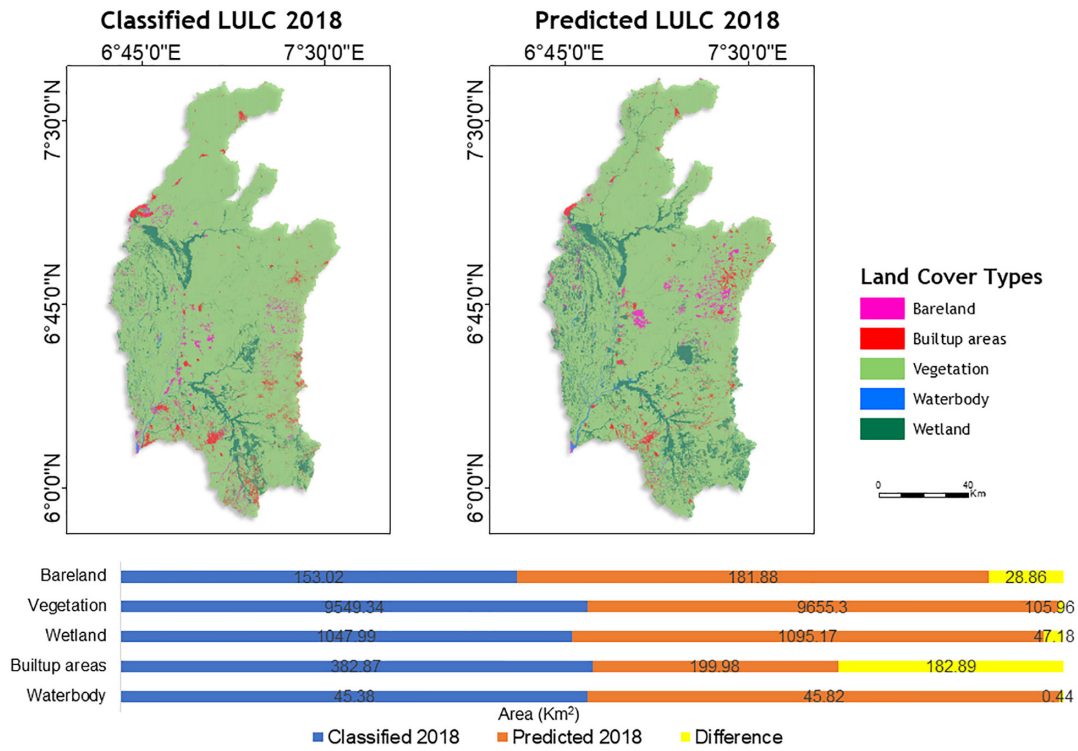 Classified LULC 2018
Predicted LULC 2018
6°45'0"E 7°30'0"E
6°45'0"E 7°30'0"E
7°30'0"N
6°45'0"N
6°0'0"N
7°30'0"N
6°45'0"N
6°0'0"N
Land Cover Types
Bareland
Builtup areas
Vegetation
Waterbody
Wetland
0 40
Km
Bareland 153.02 181.88 28.86
Vegetation 9549.34 9655.3 105.96
Wetland 1047.99 1095.17 47.18
Builtup areas 382.87 199.98 182.89
Waterbody 45.38 45.82 0.44
Area (Km²)
Classified 2018 Predicted 2018 Difference